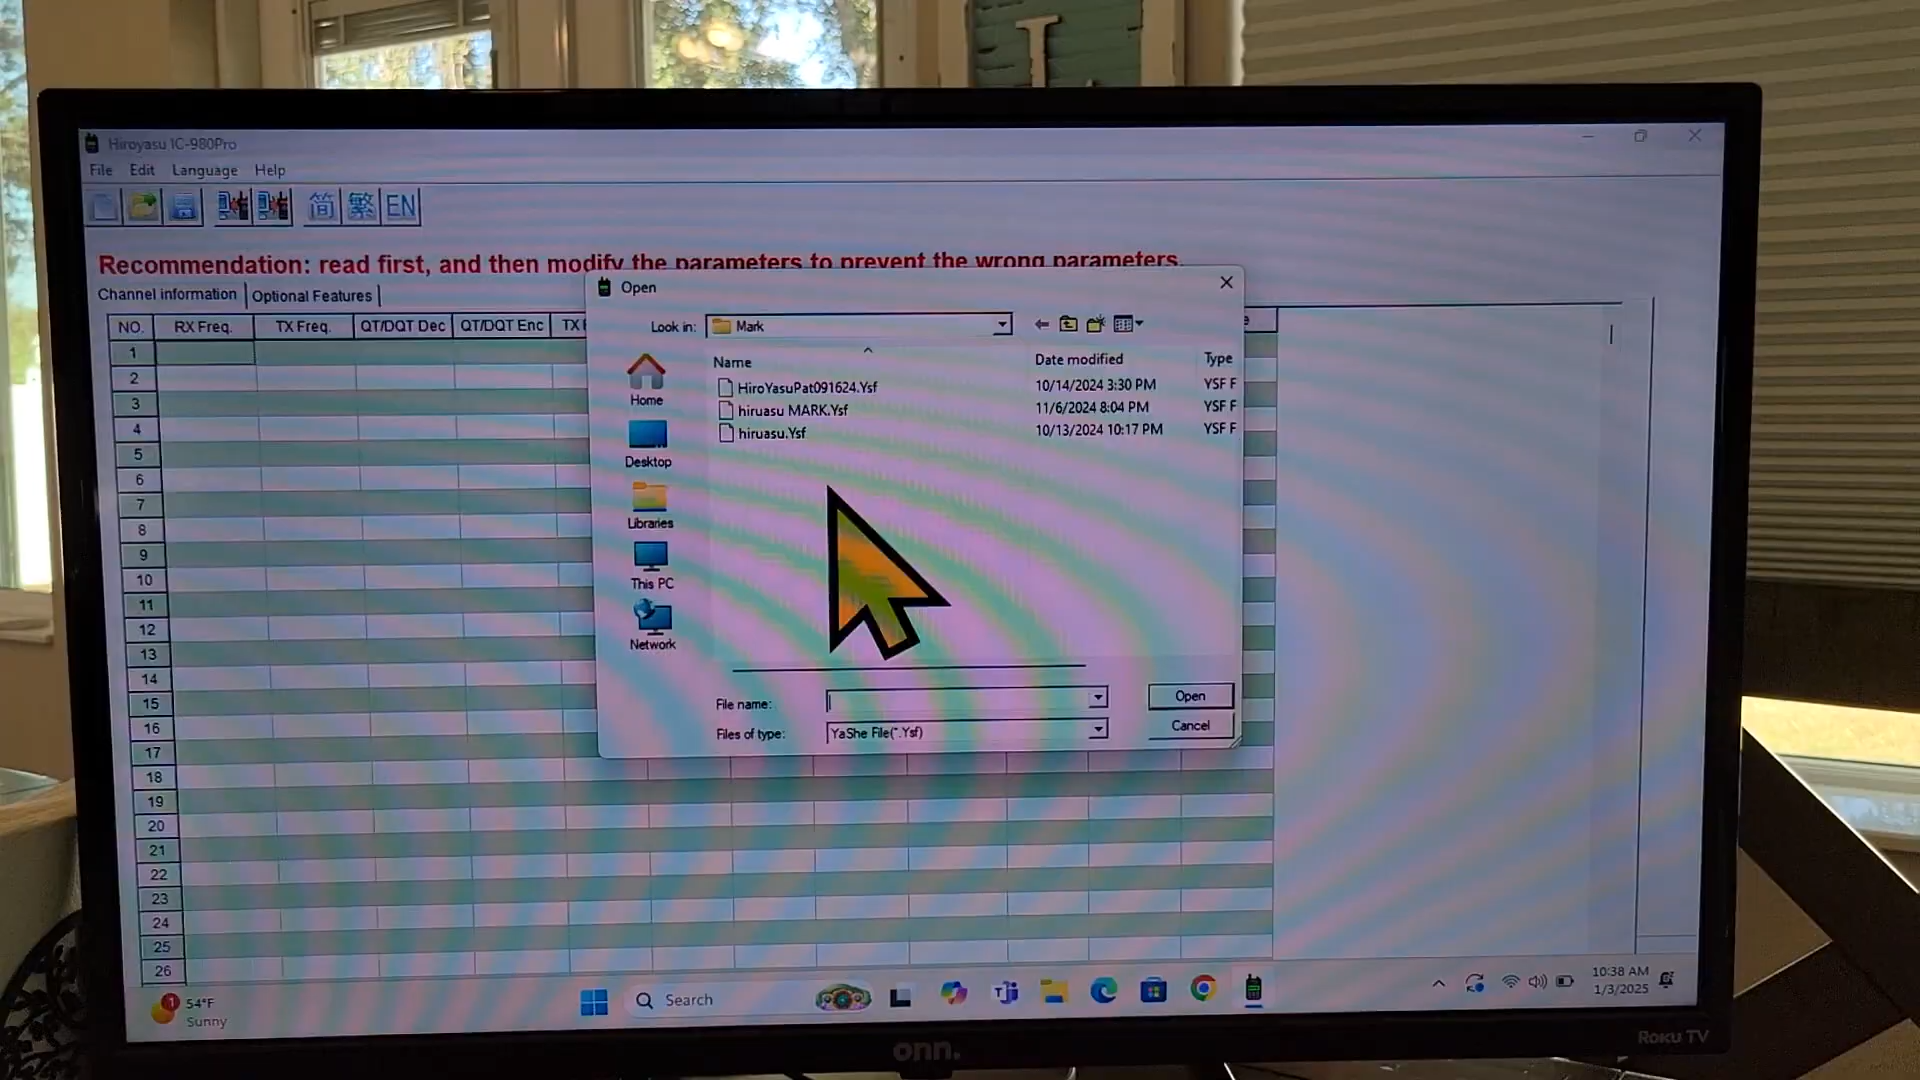 L
Hiroyasu IC-980Pro
File Edit Language Help
简 繁 EN
Recommendation: read first, and then modify the parameters to prevent the wrong parameters.
Channel information Optional Features
NO. RX Freq. TX Freq. QT/DQT Dec QT/DQT Enc
1
2
3
4
5
6
7
8
9
10
11
12
13
14
15
16
17
18
19
20
21
22
23
24
25
26
Open
Look in: Mark
Name Date modified Type
HiroYasuPat091624.Ysf 10/14/2024 3:30 PM YSF F
hiruasu MARK.Ysf 11/6/2024 8:04 PM YSF F
hiruasu.Ysf 10/13/2024 10:17 PM YSF F
Home
Desktop
Libraries
This PC
Network
File name: Open
Files of type: YaShe File(*.Ysf) Cancel
1 54°F
Sunny
Search
10:38 AM
1/3/2025
onn.
Roku TV